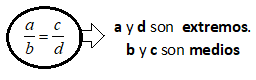 a/b = c/d
a y d son extremos.
b y c son medios